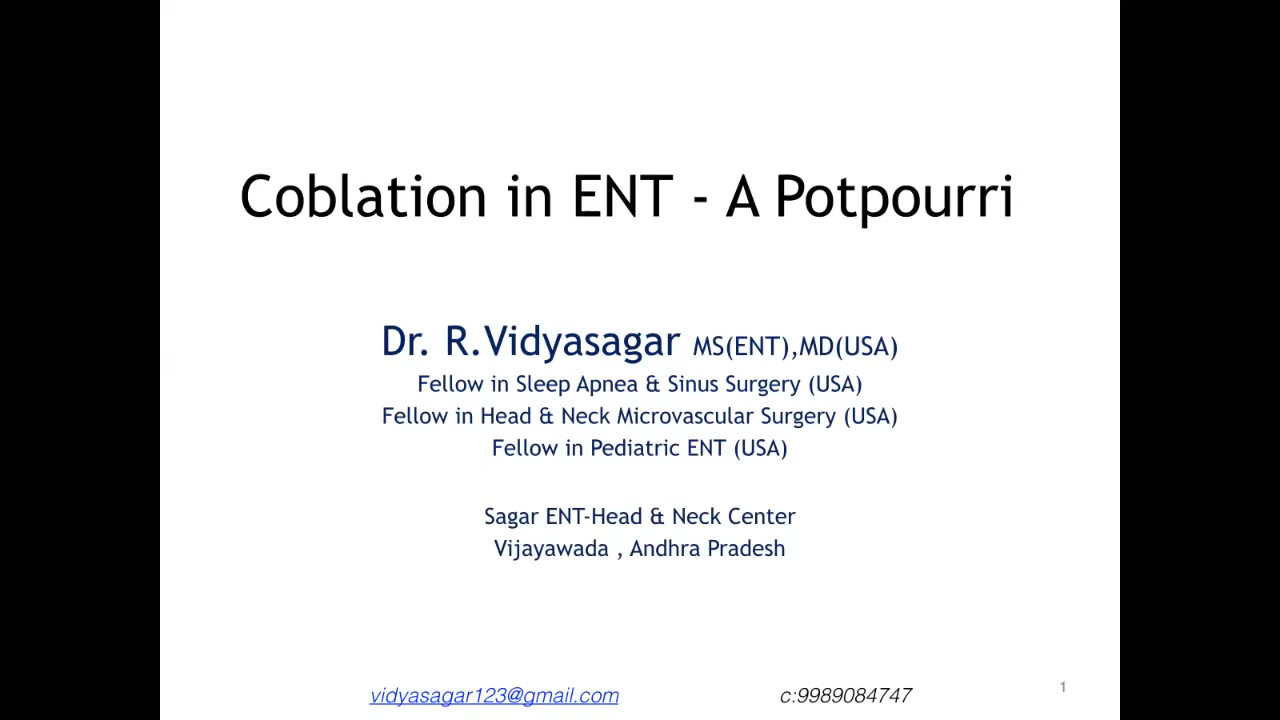 Coblation in ENT - A Potpourri
Dr. R.Vidyasagar MS(ENT),MD(USA)
Fellow in Sleep Apnea & Sinus Surgery (USA)
Fellow in Head & Neck Microvascular Surgery (USA)
Fellow in Pediatric ENT (USA)
Sagar ENT-Head & Neck Center
Vijayawada , Andhra Pradesh
vidyasagar123@gmail.com c:9989084747 1